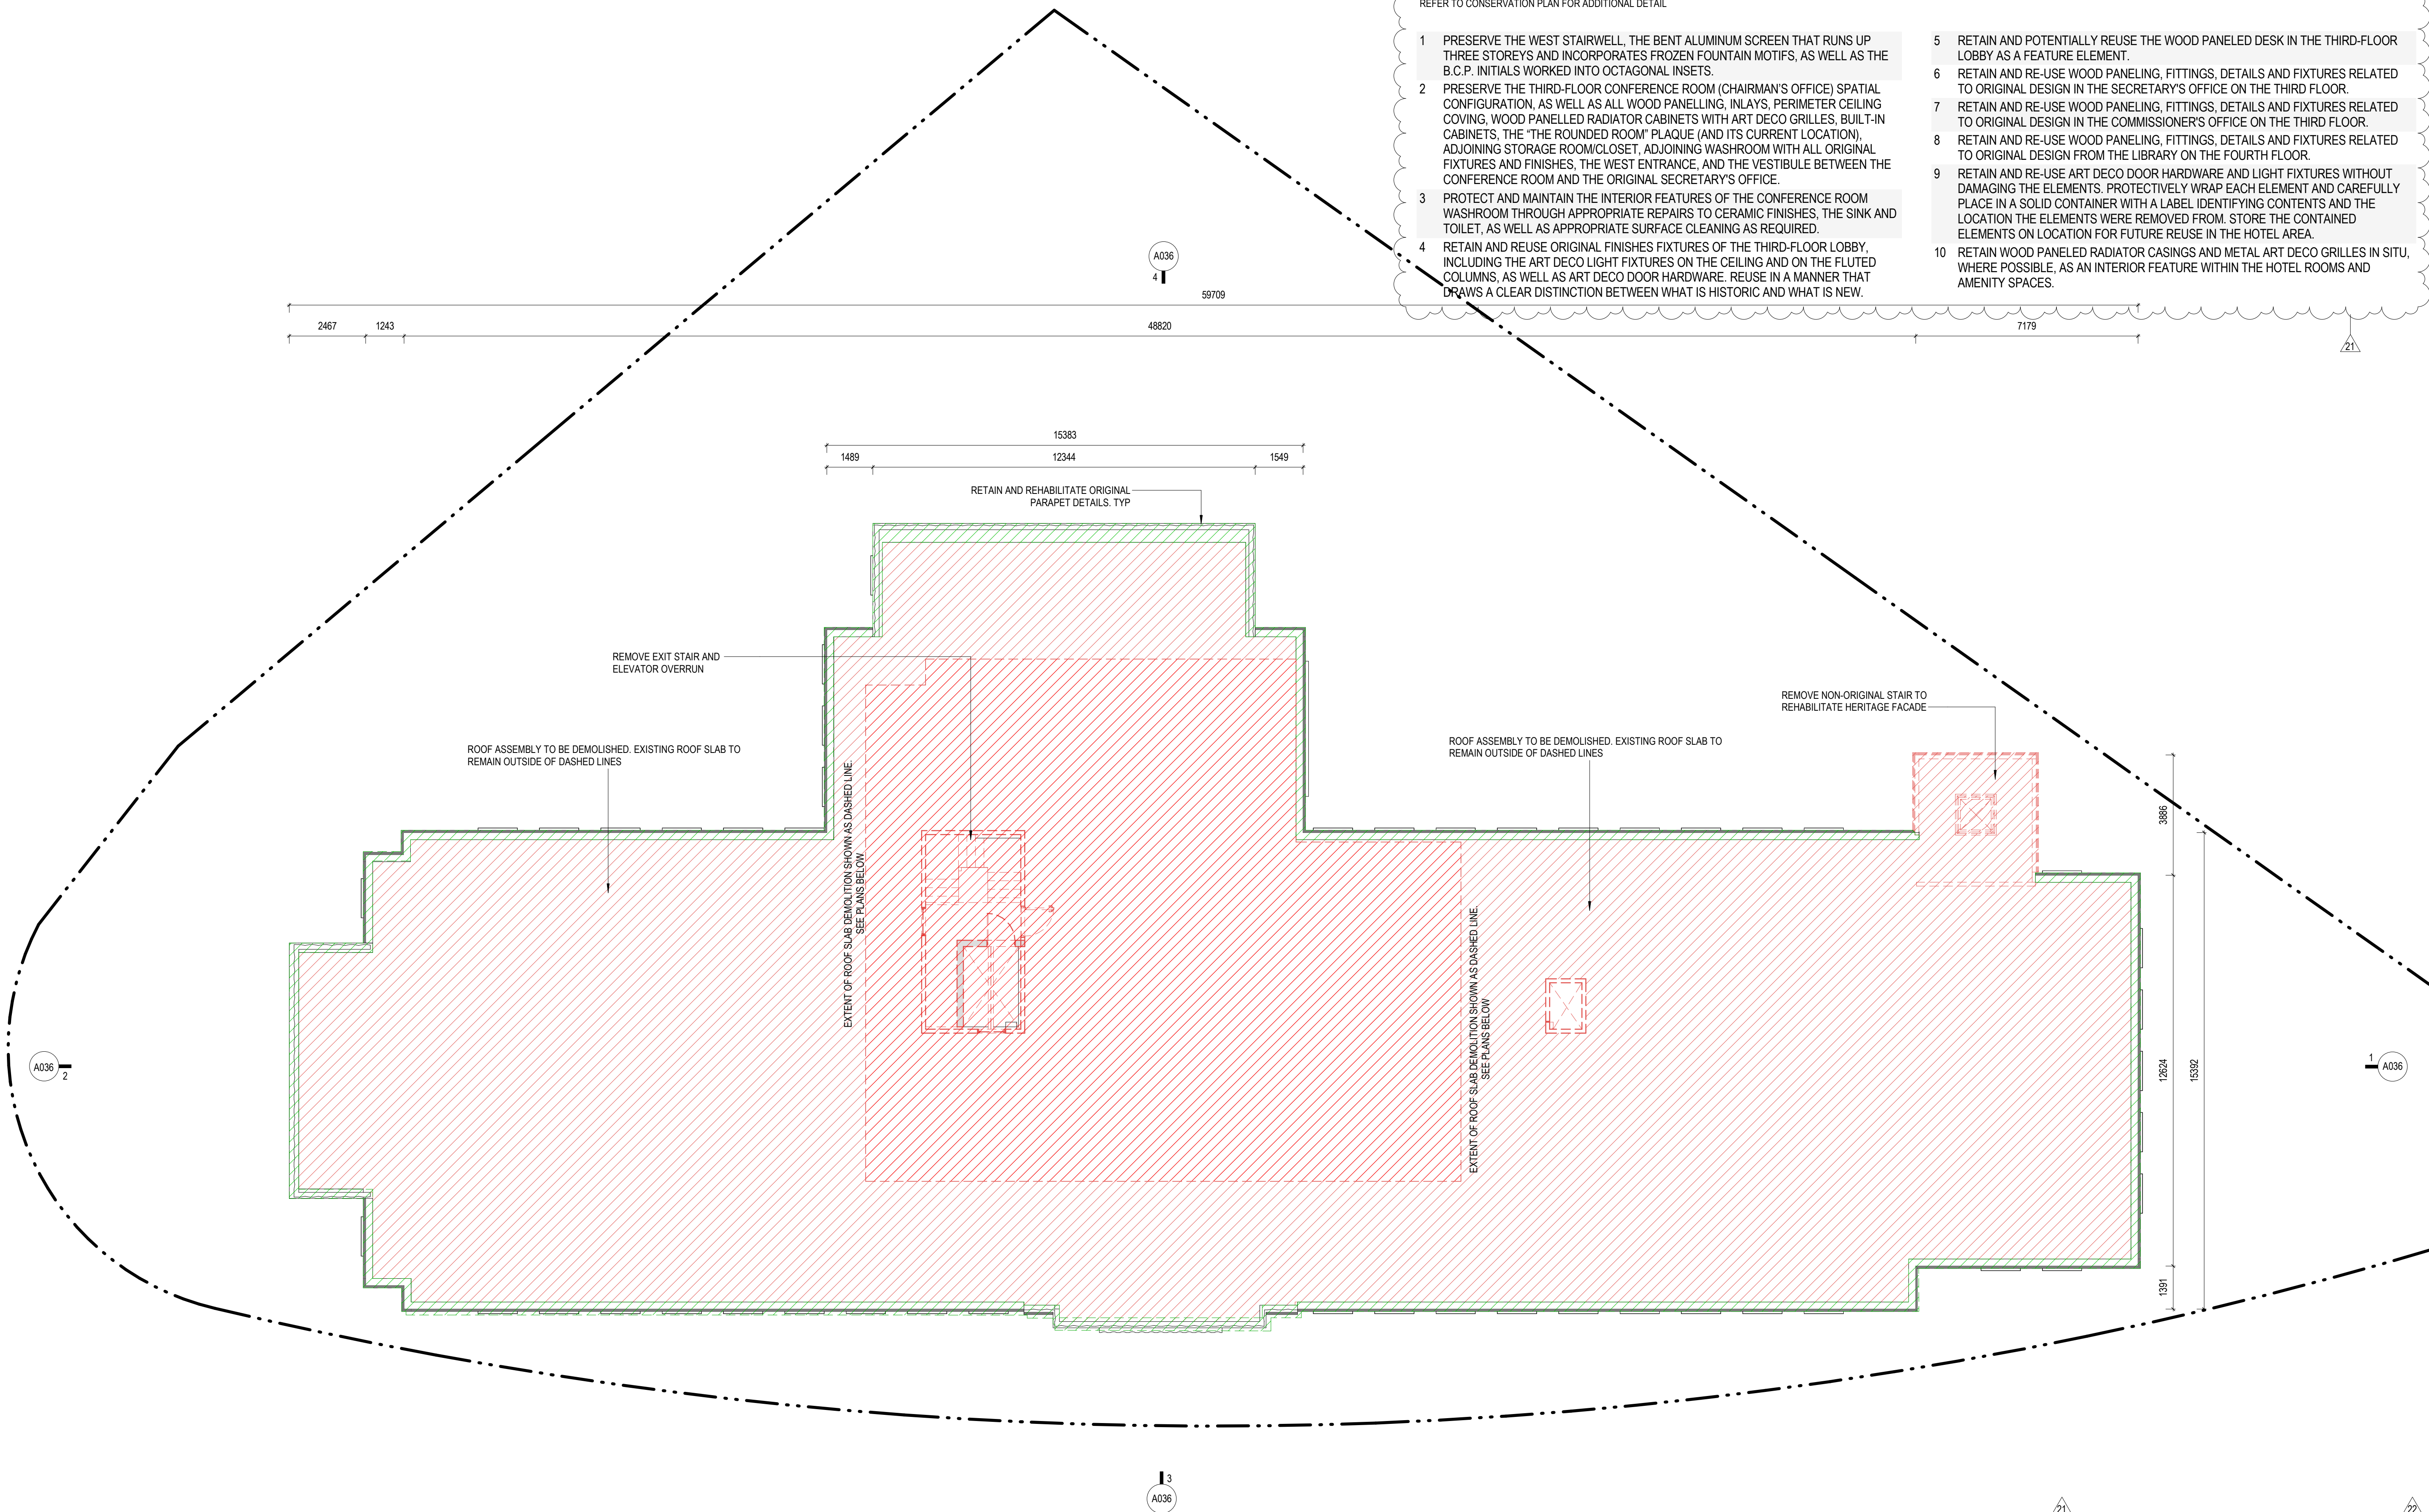 REFER TO CONSERVATION PLAN FOR ADDITIONAL DETAIL
1 PRESERVE THE WEST STAIRWELL, THE BENT ALUMINUM SCREEN THAT RUNS UP
THREE STOREYS AND INCORPORATES FROZEN FOUNTAIN MOTIFS, AS WELL AS THE
B.C.P. INITIALS WORKED INTO OCTAGONAL INSETS.
2 PRESERVE THE THIRD-FLOOR CONFERENCE ROOM (CHAIRMAN'S OFFICE) SPATIAL
CONFIGURATION, AS WELL AS ALL WOOD PANELLING, INLAYS, PERIMETER CEILING
COVING, WOOD PANELLED RADIATOR CABINETS WITH ART DECO GRILLES, BUILT-IN
CABINETS, THE “THE ROUNDED ROOM” PLAQUE (AND ITS CURRENT LOCATION),
ADJOINING STORAGE ROOM/CLOSET, ADJOINING WASHROOM WITH ALL ORIGINAL
FIXTURES AND FINISHES, THE WEST ENTRANCE, AND THE VESTIBULE BETWEEN THE
CONFERENCE ROOM AND THE ORIGINAL SECRETARY'S OFFICE.
3 PROTECT AND MAINTAIN THE INTERIOR FEATURES OF THE CONFERENCE ROOM
WASHROOM THROUGH APPROPRIATE REPAIRS TO CERAMIC FINISHES, THE SINK AND
TOILET, AS WELL AS APPROPRIATE SURFACE CLEANING AS REQUIRED.
4 RETAIN AND REUSE ORIGINAL FINISHES FIXTURES OF THE THIRD-FLOOR LOBBY,
INCLUDING THE ART DECO LIGHT FIXTURES ON THE CEILING AND ON THE FLUTED
COLUMNS, AS WELL AS ART DECO DOOR HARDWARE. REUSE IN A MANNER THAT
DRAWS A CLEAR DISTINCTION BETWEEN WHAT IS HISTORIC AND WHAT IS NEW.
5 RETAIN AND POTENTIALLY REUSE THE WOOD PANELED DESK IN THE THIRD-FLOOR
LOBBY AS A FEATURE ELEMENT.
6 RETAIN AND RE-USE WOOD PANELING, FITTINGS, DETAILS AND FIXTURES RELATED
TO ORIGINAL DESIGN IN THE SECRETARY'S OFFICE ON THE THIRD FLOOR.
7 RETAIN AND RE-USE WOOD PANELING, FITTINGS, DETAILS AND FIXTURES RELATED
TO ORIGINAL DESIGN IN THE COMMISSIONER'S OFFICE ON THE THIRD FLOOR.
8 RETAIN AND RE-USE WOOD PANELING, FITTINGS, DETAILS AND FIXTURES RELATED
TO ORIGINAL DESIGN FROM THE LIBRARY ON THE FOURTH FLOOR.
9 RETAIN AND RE-USE ART DECO DOOR HARDWARE AND LIGHT FIXTURES WITHOUT
DAMAGING THE ELEMENTS. PROTECTIVELY WRAP EACH ELEMENT AND CAREFULLY
PLACE IN A SOLID CONTAINER WITH A LABEL IDENTIFYING CONTENTS AND THE
LOCATION THE ELEMENTS WERE REMOVED FROM. STORE THE CONTAINED
ELEMENTS ON LOCATION FOR FUTURE REUSE IN THE HOTEL AREA.
10 RETAIN WOOD PANELED RADIATOR CASINGS AND METAL ART DECO GRILLES IN SITU,
WHERE POSSIBLE, AS AN INTERIOR FEATURE WITHIN THE HOTEL ROOMS AND
AMENITY SPACES.
A036
4
59709
2467
1243
48820
7179
21
15383
1489
12344
1549
RETAIN AND REHABILITATE ORIGINAL
PARAPET DETAILS. TYP
REMOVE EXIT STAIR AND
ELEVATOR OVERRUN
REMOVE NON-ORIGINAL STAIR TO
REHABILITATE HERITAGE FACADE
ROOF ASSEMBLY TO BE DEMOLISHED. EXISTING ROOF SLAB TO
REMAIN OUTSIDE OF DASHED LINES
ROOF ASSEMBLY TO BE DEMOLISHED. EXISTING ROOF SLAB TO
REMAIN OUTSIDE OF DASHED LINES
EXTENT OF ROOF SLAB DEMOLITION SHOWN AS DASHED LINE.
SEE PLANS BELOW
EXTENT OF ROOF SLAB DEMOLITION SHOWN AS DASHED LINE.
SEE PLANS BELOW
3886
12624
15392
1391
A036
2
1
A036
3
A036
21
22